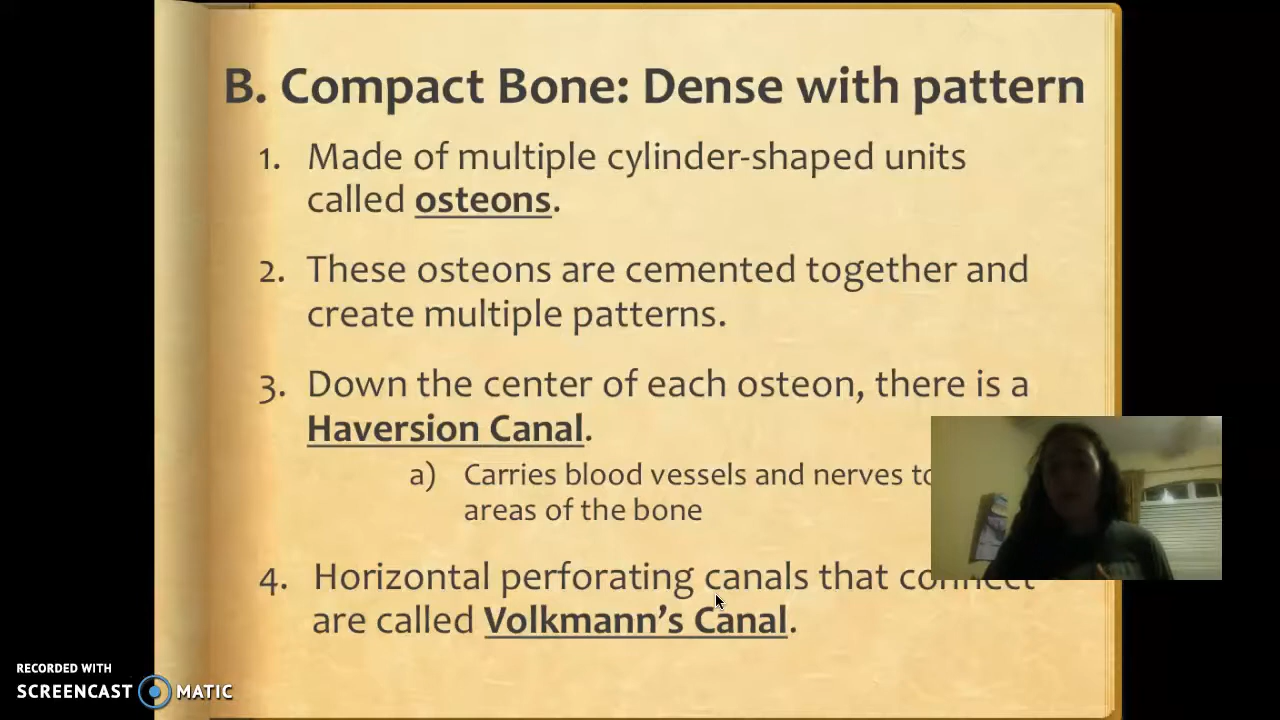 B. Compact Bone: Dense with pattern
1. Made of multiple cylinder-shaped units
called osteons.
2. These osteons are cemented together and
create multiple patterns.
3. Down the center of each osteon, there is a
Haversion Canal.
a) Carries blood vessels and nerves to
areas of the bone
4. Horizontal perforating canals that connect
are called Volkmann's Canal.
RECORDED WITH
SCREENCAST MATIC